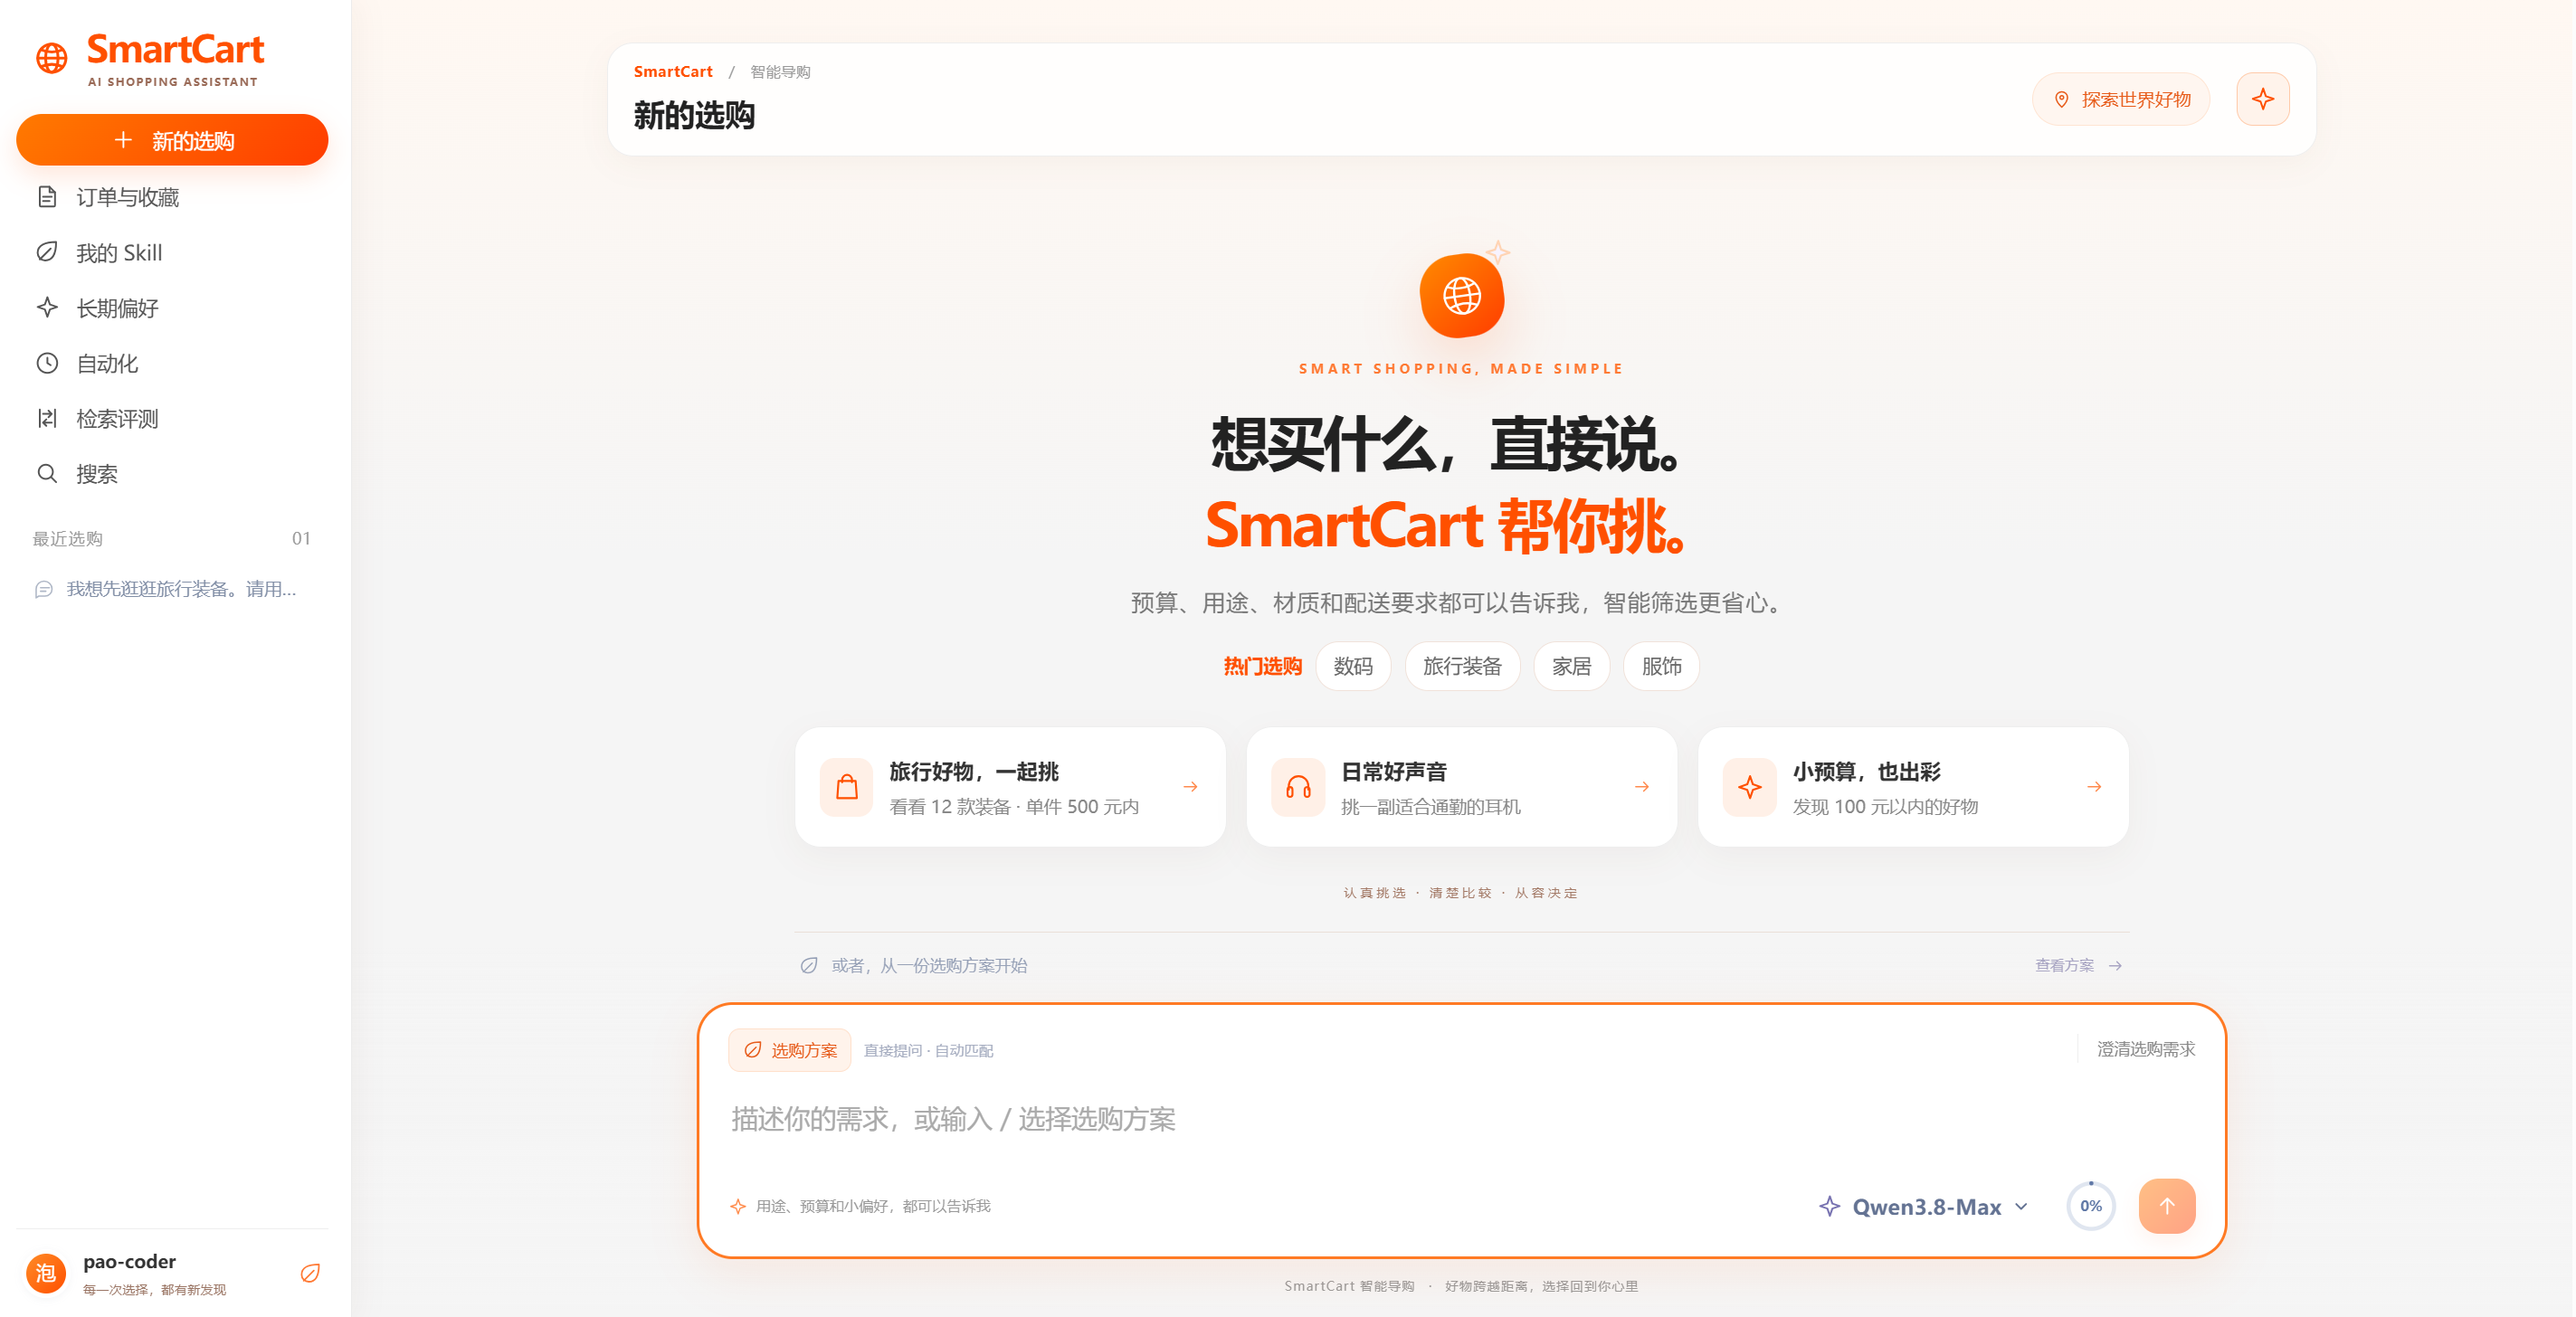 SmartCart
AI SHOPPING ASSISTANT
新的选购
订单与收藏
我的 Skill
长期偏好
自动化
检索评测
搜索
最近选购 01
我想先逛逛旅行装备。请用...
泡
pao-coder
每一次选择，都有新发现
SmartCart / 智能导购
新的选购
探索世界好物
SMART SHOPPING, MADE SIMPLE
想买什么，直接说。
SmartCart 帮你挑。
预算、用途、材质和配送要求都可以告诉我，智能筛选更省心。
热门选购 数码 旅行装备 家居 服饰
旅行好物，一起挑
看看 12 款装备 · 单件 500 元内
日常好声音
挑一副适合通勤的耳机
小预算，也出彩
发现 100 元以内的好物
认真挑选 · 清楚比较 · 从容决定
或者，从一份选购方案开始
查看方案
选购方案 直接提问 · 自动匹配
澄清选购需求
描述你的需求，或输入 / 选择选购方案
用途、预算和小偏好，都可以告诉我
Qwen3.8-Max
0%
SmartCart 智能导购 · 好物跨越距离，选择回到你心里